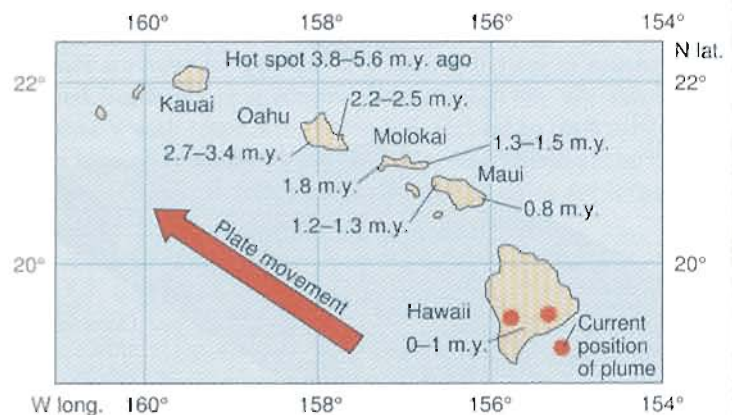 160° 158° 156° 154°
N lat.
Hot spot 3.8–5.6 m.y. ago
22° 22°
Kauai
2.2–2.5 m.y.
Oahu
Molokai
1.3–1.5 m.y.
2.7–3.4 m.y.
Maui
1.8 m.y.
0.8 m.y.
1.2–1.3 m.y.
Plate movement
20° 20°
Hawaii
0–1 m.y.
Current
position
of plume
W long. 160° 158° 156° 154°